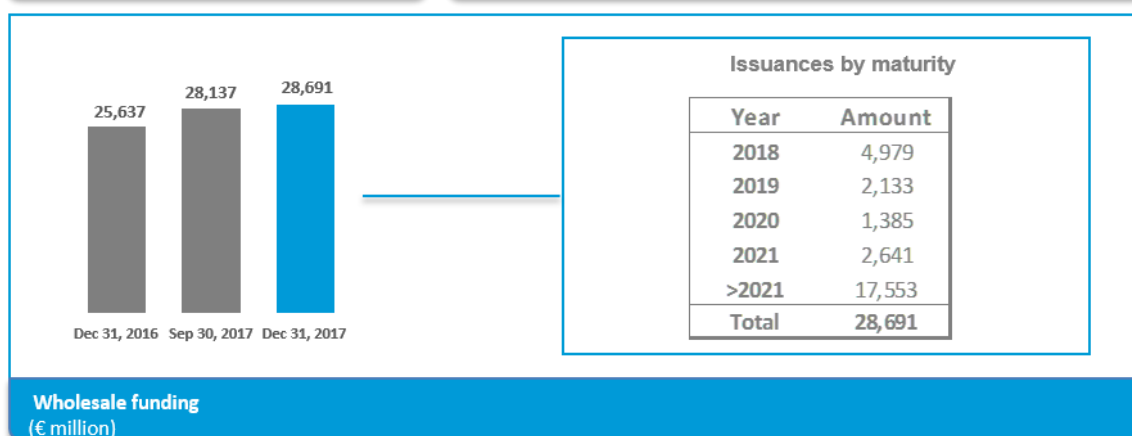 28,691
28,137
25,637
Dec 31, 2016 Sep 30, 2017 Dec 31, 2017
Issuances by maturity
Year Amount
2018 4,979
2019 2,133
2020 1,385
2021 2,641
>2021 17,553
Total 28,691
Wholesale funding
(€ million)